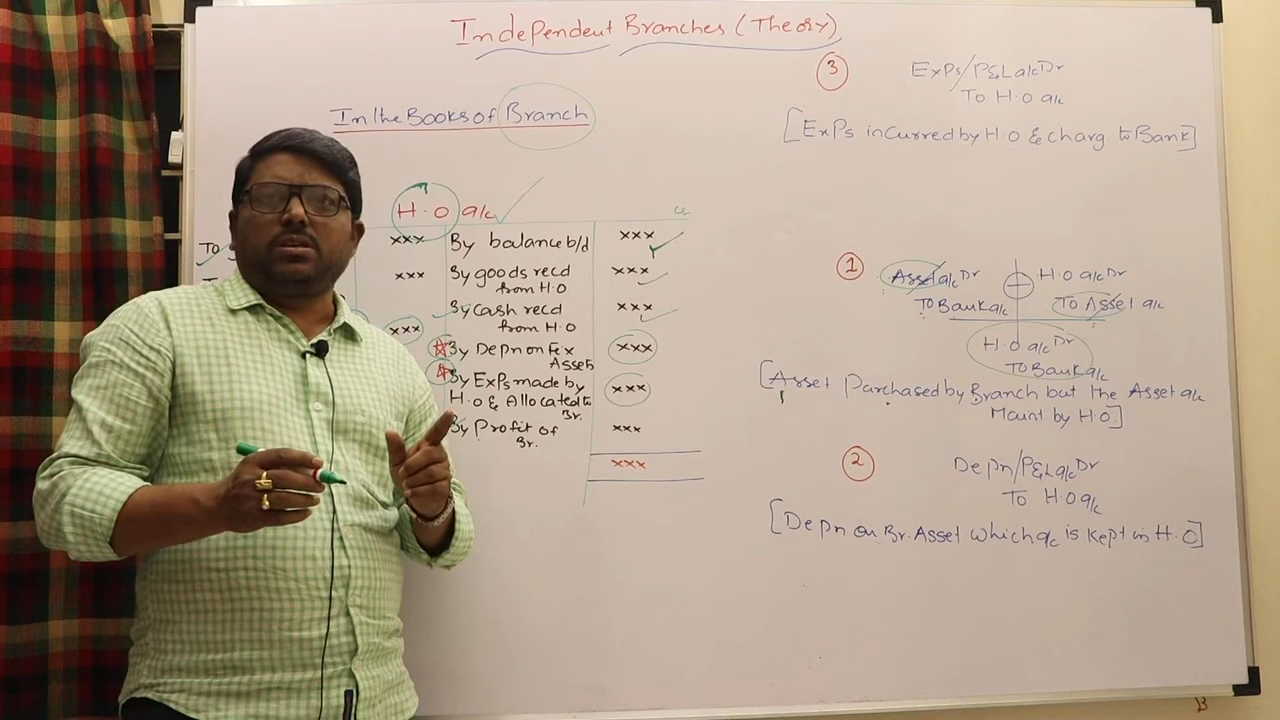 Independent Branches (Theory)
In the Books of Branch
H.O a/c
Cr
To
xxx By balance b/d xxx
xxx By goods recd xxx
from H.O
By cash recd xxx
xxx from H.O
By Depn on Fix xxx
Assets
By Exps made by xxx
H.O & Allocated to
Br.
By Profit of xxx
Br.
xxx
3 Exps/P&L a/c Dr
To H.O a/c
[Exps incurred by H.O & charg. to Bank]
1 Asset a/c Dr H.O a/c Dr
To Bank a/c To Asset a/c
H.O a/c Dr
To Bank a/c
[Asset Purchased by Branch but the Asset a/c
Mount by H.O]
2 Depn/P&L a/c Dr
To H.O a/c
[Depn on Br. Asset which a/c is kept in H.O]
B